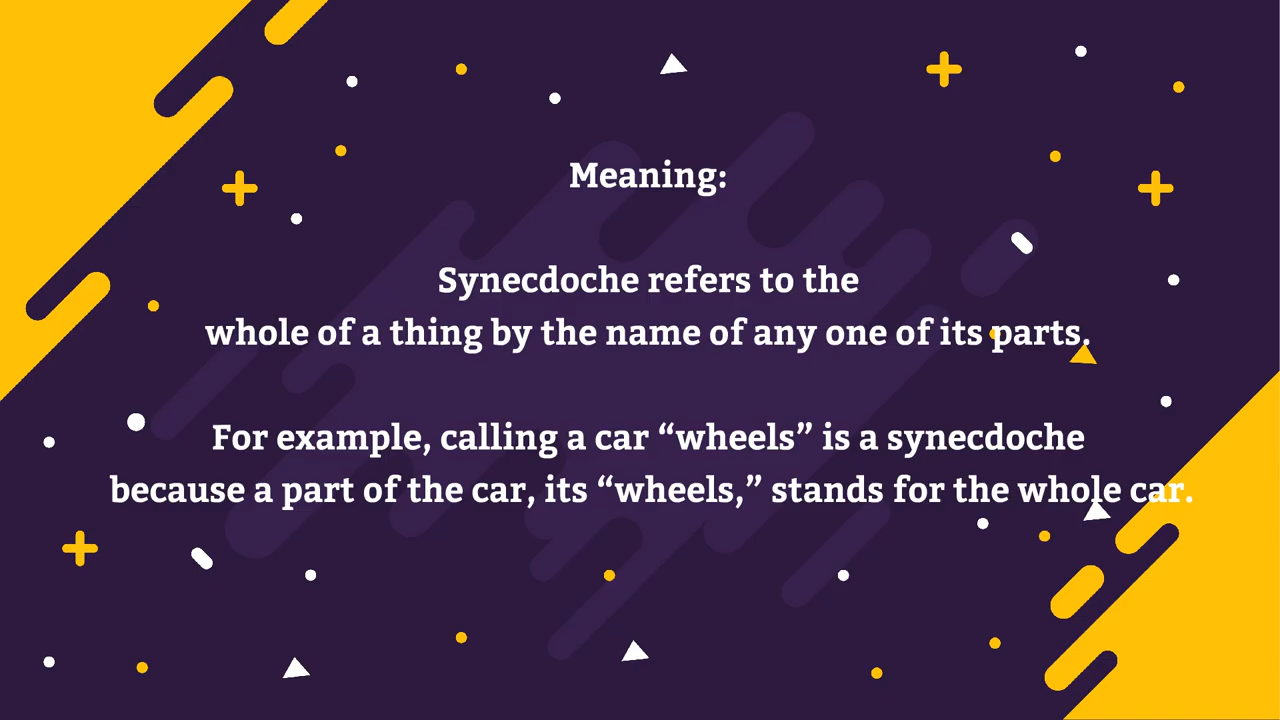 Meaning:
Synecdoche refers to the
whole of a thing by the name of any one of its parts.
For example, calling a car “wheels” is a synecdoche
because a part of the car, its “wheels,” stands for the whole car.